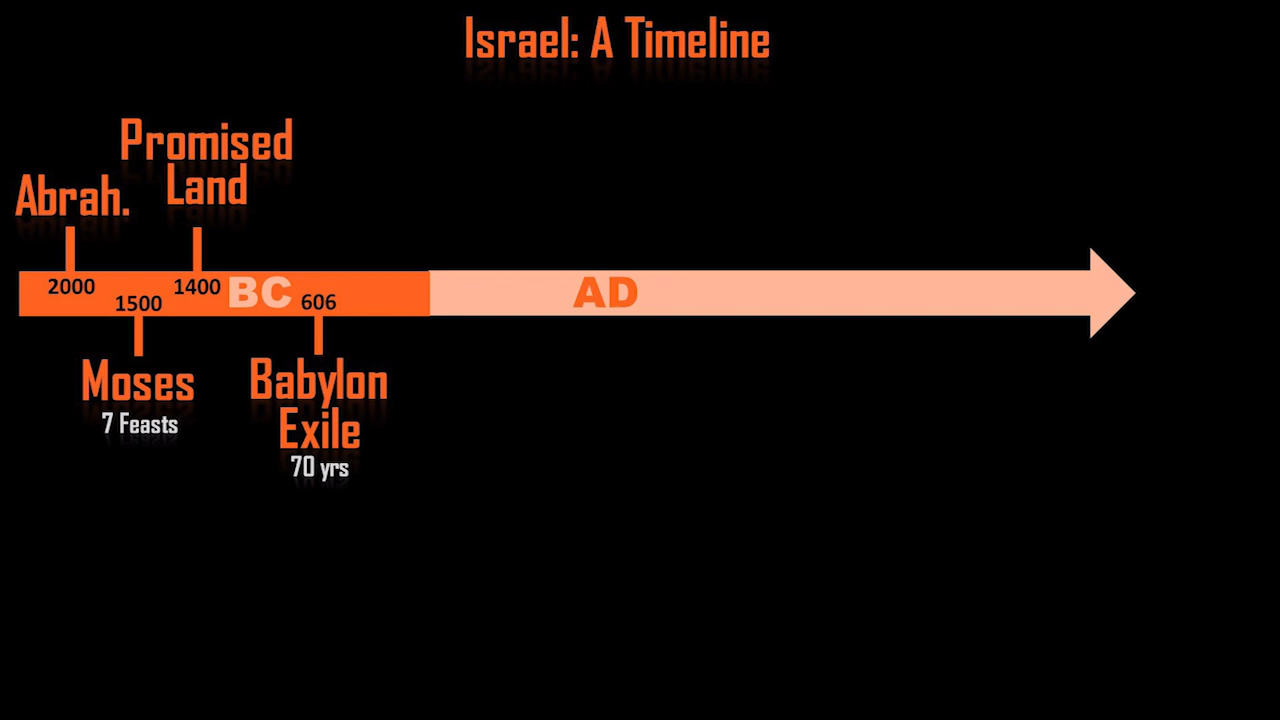 Israel: A Timeline
Promised
Land
Abrah.
2000
1500
1400
BC
606
AD
Moses
7 Feasts
Babylon
Exile
70 yrs